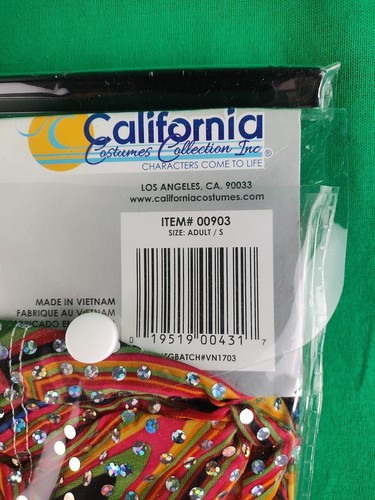 California
Costumes Collection Inc®
CHARACTERS COME TO LIFE
LOS ANGELES, CA. 90033
www.californiacostumes.com
ITEM# 00903
SIZE: ADULT / S
0 19519 00431 7
MADE IN VIETNAM
FABRIQUE AU VIETNAM